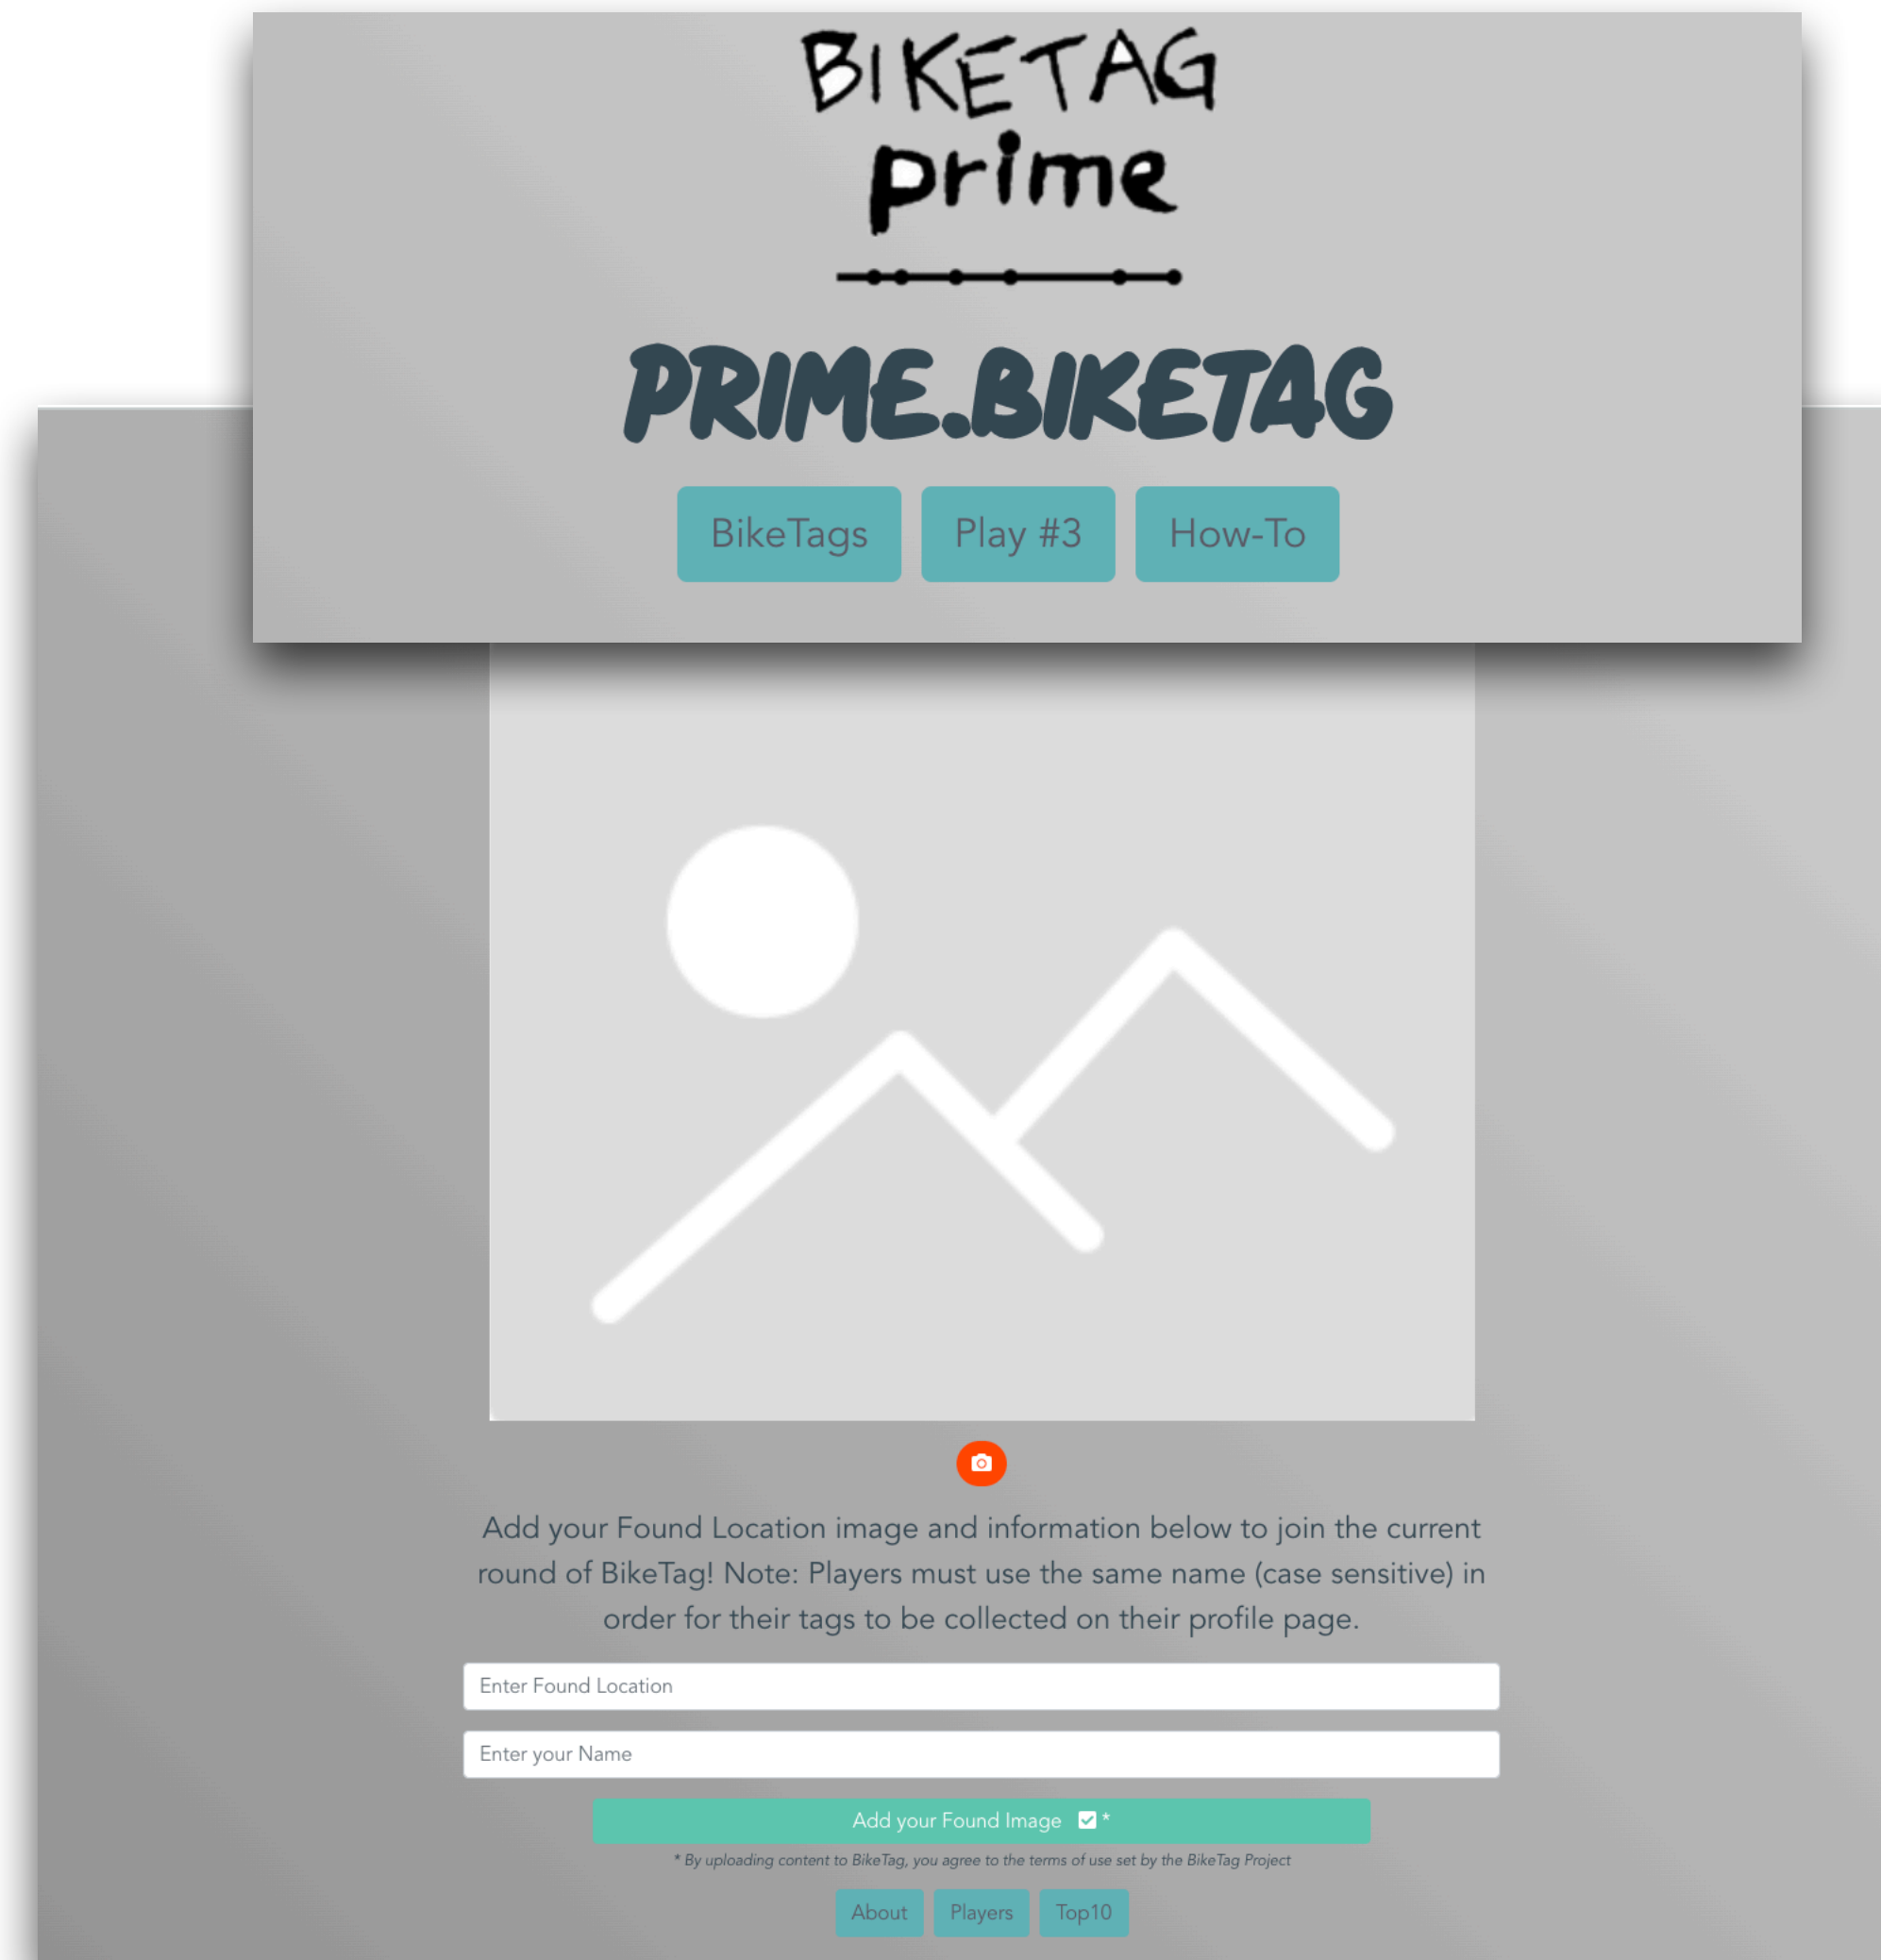 BIKETAG
prime
PRIME.BIKETAG
BikeTags
Play #3
How-To
Add your Found Location image and information below to join the current
round of BikeTag! Note: Players must use the same name (case sensitive) in
order for their tags to be collected on their profile page.
Enter Found Location
Enter your Name
Add your Found Image *
* By uploading content to BikeTag, you agree to the terms of use set by the BikeTag Project
About
Players
Top10